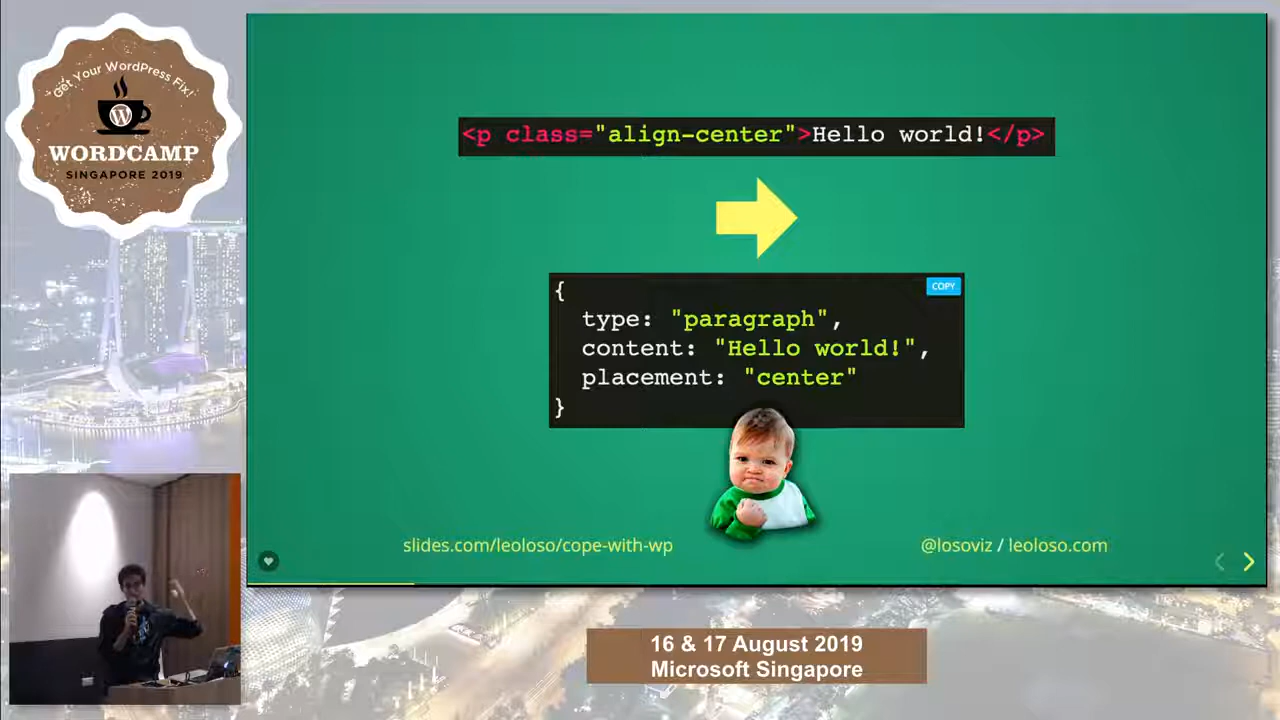 Get Your WordPress Fix!
WORDCAMP
SINGAPORE 2019
<p class="align-center">Hello world!</p>
COPY
{
type: "paragraph",
content: "Hello world!",
placement: "center"
}
slides.com/leoloso/cope-with-wp
@losoviz / leoloso.com
16 & 17 August 2019
Microsoft Singapore